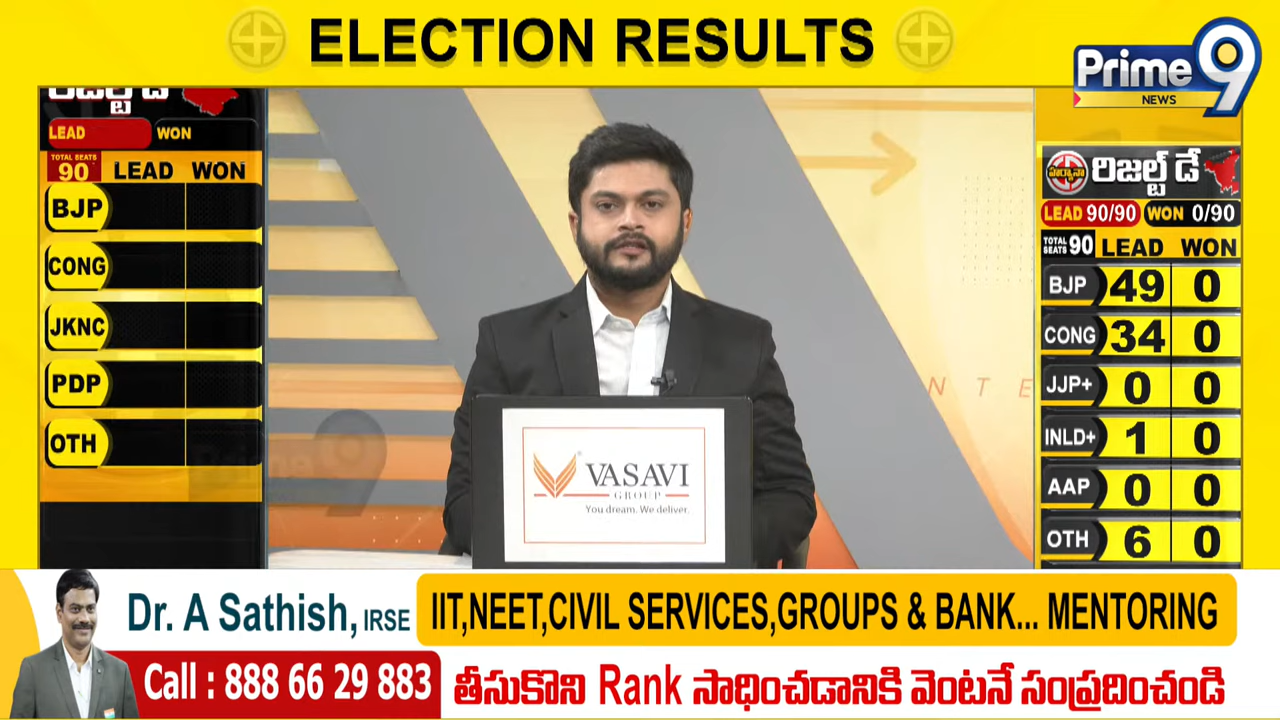 ELECTION RESULTS
Prime9
NEWS
రిజల్ట్ డే
LEAD WON
TOTAL SEATS 90 LEAD WON
BJP
CONG
JKNC
PDP
OTH
హర్యానా రిజల్ట్ డే
LEAD 90/90 WON 0/90
TOTAL SEATS 90 LEAD WON
BJP 49 0
CONG 34 0
JJP+ 0 0
INLD+ 1 0
AAP 0 0
OTH 6 0
INTE
VASAVI
GROUP
You dream. We deliver.
Dr. A Sathish, IRSE
IIT,NEET,CIVIL SERVICES,GROUPS & BANK... MENTORING
Call : 888 66 29 883
తీసుకొని Rank సాధించడానికి వెంటనే సంప్రదించండి